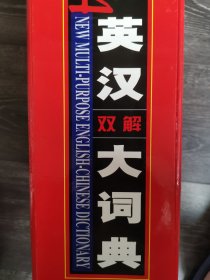 英汉
双解
大词典
NEW MULTI-PURPOSE ENGLISH-CHINESE DICTIONARY